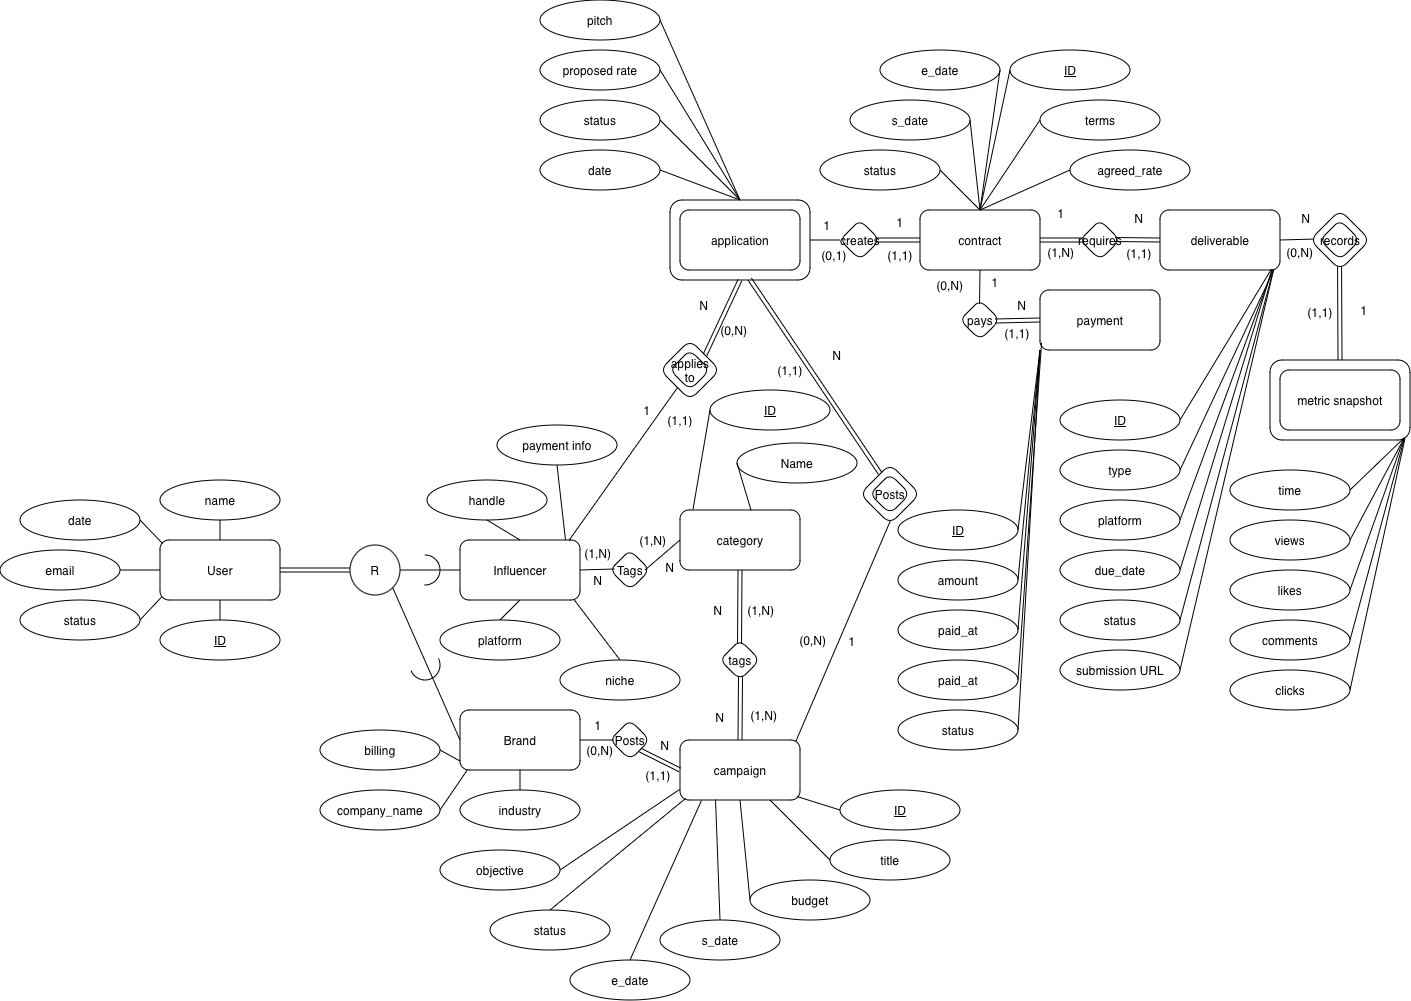 pitch
proposed rate
status
date
e_date
ID
s_date
terms
status
agreed_rate
application
1
creates
1
(0,1)
(1,1)
contract
1
requires
N
(1,N)
(1,1)
deliverable
N
records
(0,N)
(0,N)
1
pays
N
(1,1)
payment
(1,1)
1
metric snapshot
N
(0,N)
applies
to
1
(1,1)
N
(1,1)
ID
Name
Posts
payment info
handle
name
date
email
status
User
ID
R
Influencer
(1,N)
N
Tags
(1,N)
N
category
platform
niche
N
(1,N)
tags
N
(1,N)
(0,N)
1
Brand
1
(0,N)
Posts
N
(1,1)
campaign
billing
company_name
industry
objective
status
e_date
s_date
budget
title
ID
ID
amount
paid_at
paid_at
status
ID
type
platform
due_date
status
submission URL
time
views
likes
comments
clicks